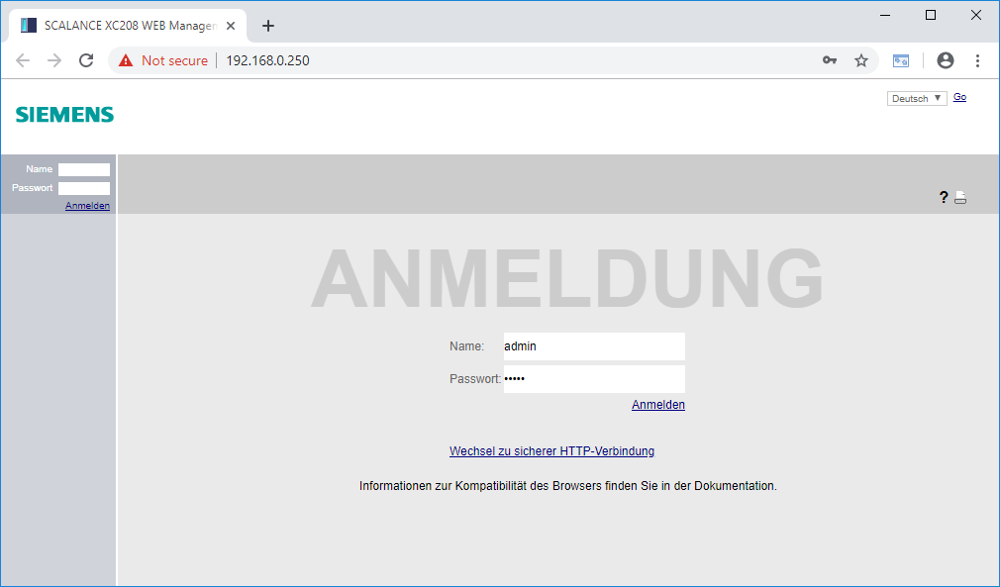 SCALANCE XC208 WEB Manager
Not secure
192.168.0.250
Deutsch
Go
SIEMENS
Name
Passwort
Anmelden
?
ANMELDUNG
Name: admin
Passwort: •••••
Anmelden
Wechsel zu sicherer HTTP-Verbindung
Informationen zur Kompatibilität des Browsers finden Sie in der Dokumentation.